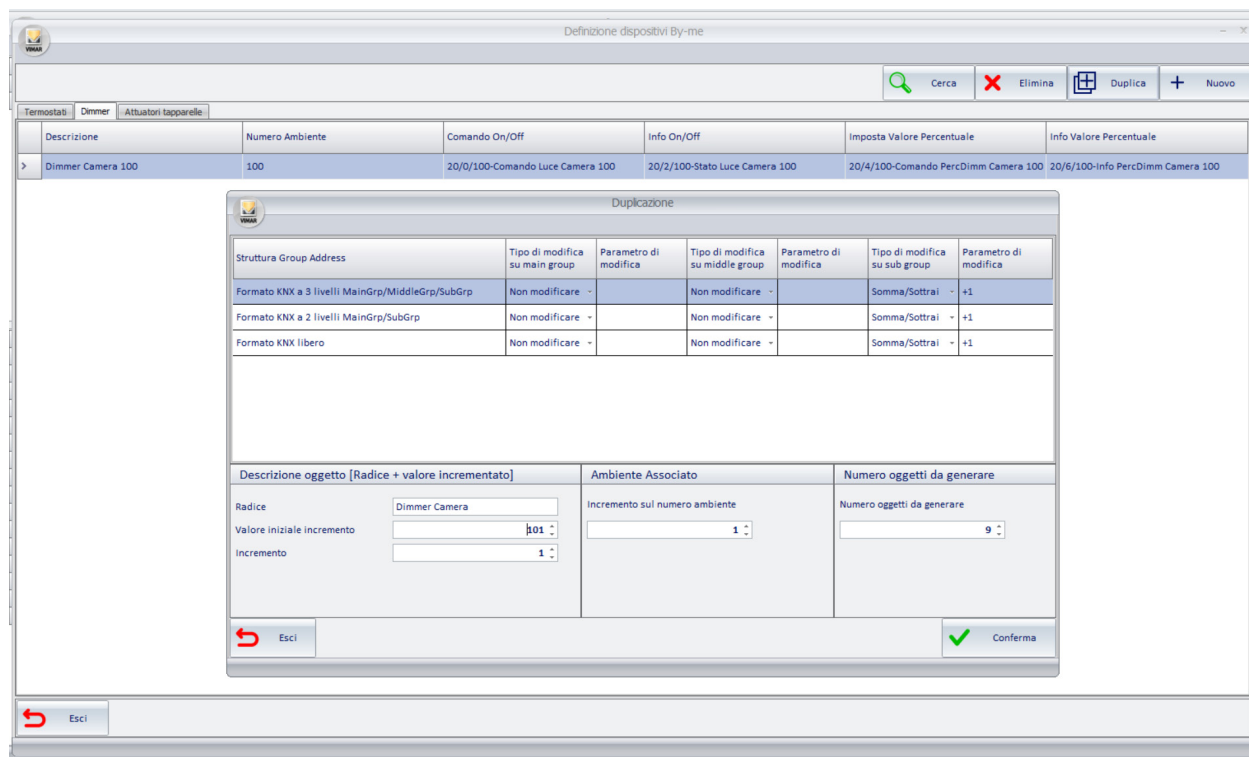 Definizione dispositivi By-me
VIMAR
Cerca Elimina Duplica Nuovo
Termostati Dimmer Attuatori tapparelle
Descrizione Numero Ambiente Comando On/Off Info On/Off Imposta Valore Percentuale Info Valore Percentuale
Dimmer Camera 100 100 20/0/100-Comando Luce Camera 100 20/2/100-Stato Luce Camera 100 20/4/100-Comando PercDimm Camera 100 20/6/100-Info PercDimm Camera 100
Duplicazione
VIMAR
Struttura Group Address Tipo di modifica su main group Parametro di modifica Tipo di modifica su middle group Parametro di modifica Tipo di modifica su sub group Parametro di modifica
Formato KNX a 3 livelli MainGrp/MiddleGrp/SubGrp Non modificare Non modificare Somma/Sottrai +1
Formato KNX a 2 livelli MainGrp/SubGrp Non modificare Non modificare Somma/Sottrai +1
Formato KNX libero Non modificare Non modificare Somma/Sottrai +1
Descrizione oggetto [Radice + valore incrementato] Ambiente Associato Numero oggetti da generare
Radice Dimmer Camera Incremento sul numero ambiente Numero oggetti da generare
Valore iniziale incremento 101 1 9
Incremento 1
Esci Conferma
Esci